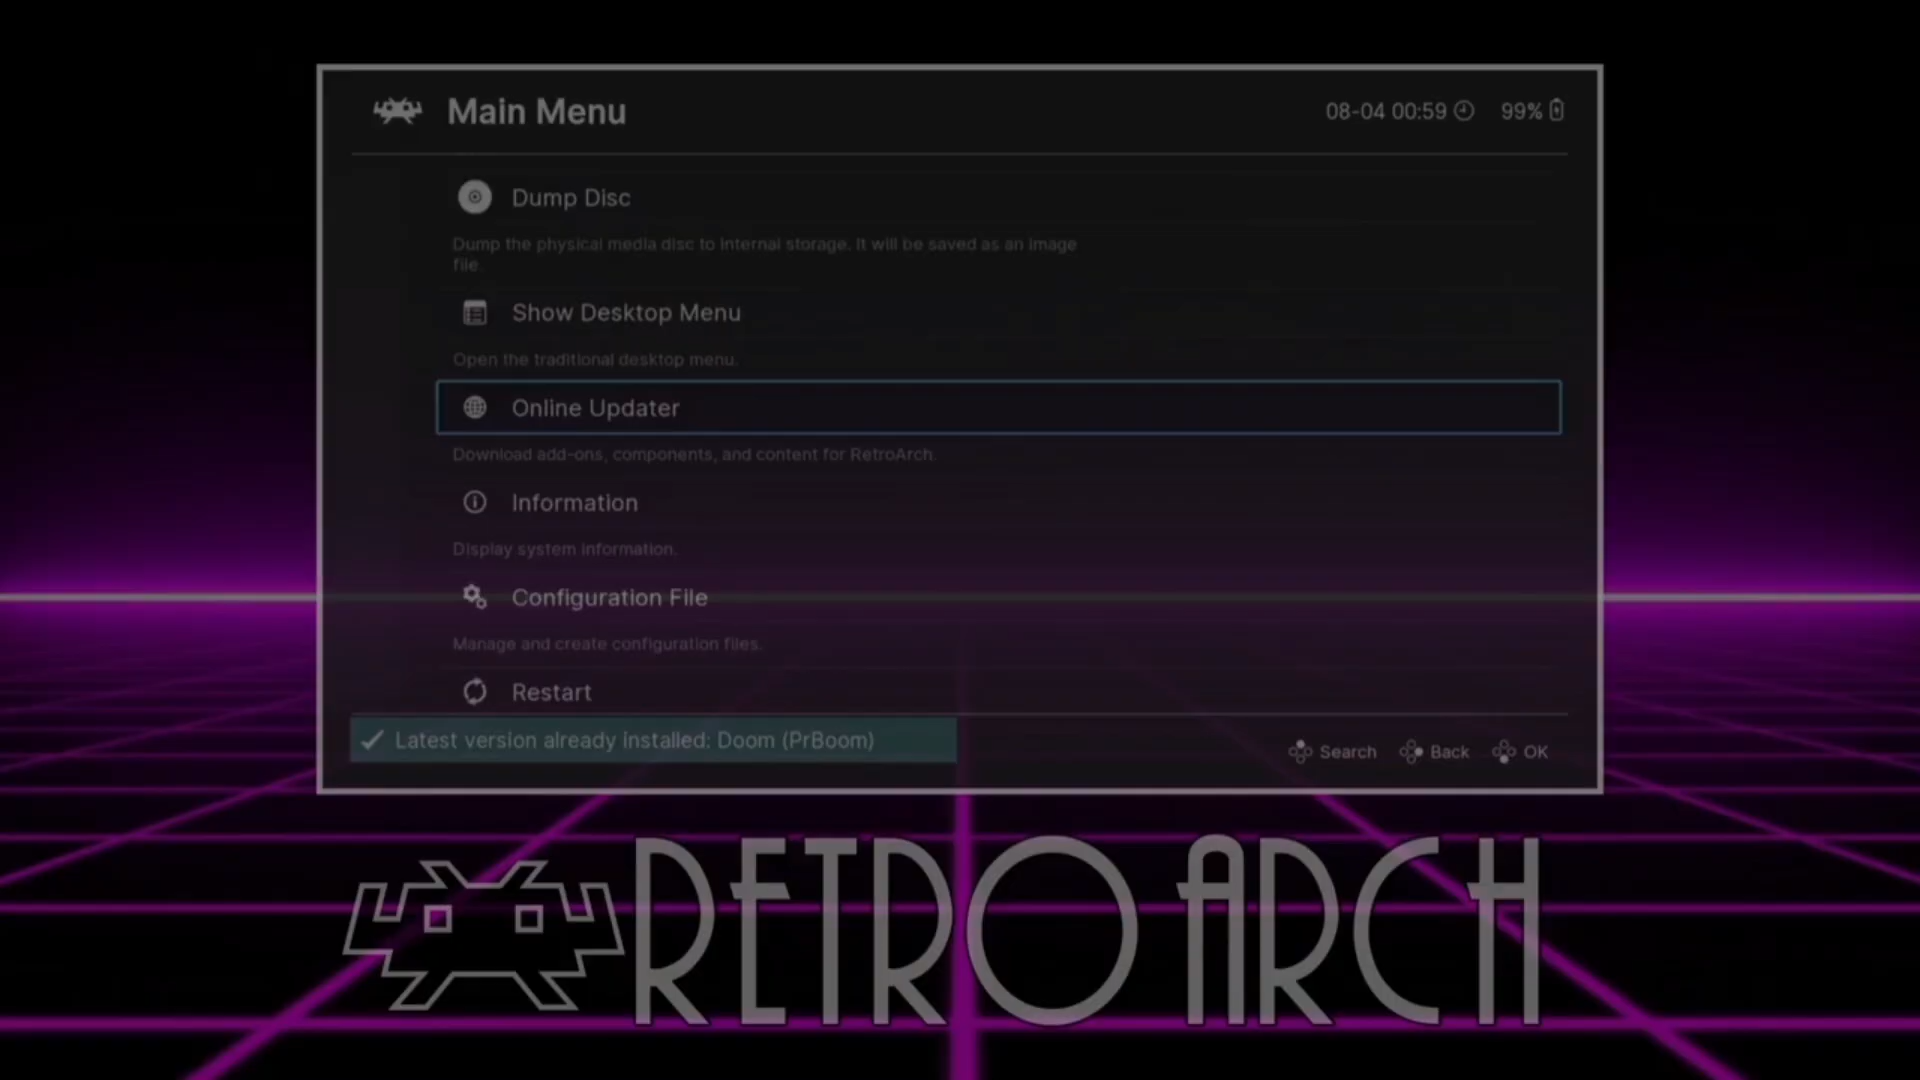 Main Menu
08-04 00:59
99%
Dump Disc
Dump the physical media disc to internal storage. It will be saved as an image
file.
Show Desktop Menu
Open the traditional desktop menu.
Online Updater
Download add-ons, components, and content for RetroArch.
Information
Display system information.
Configuration File
Manage and create configuration files.
Restart
Latest version already installed: Doom (PrBoom)
Search
Back
OK
RETROARCH